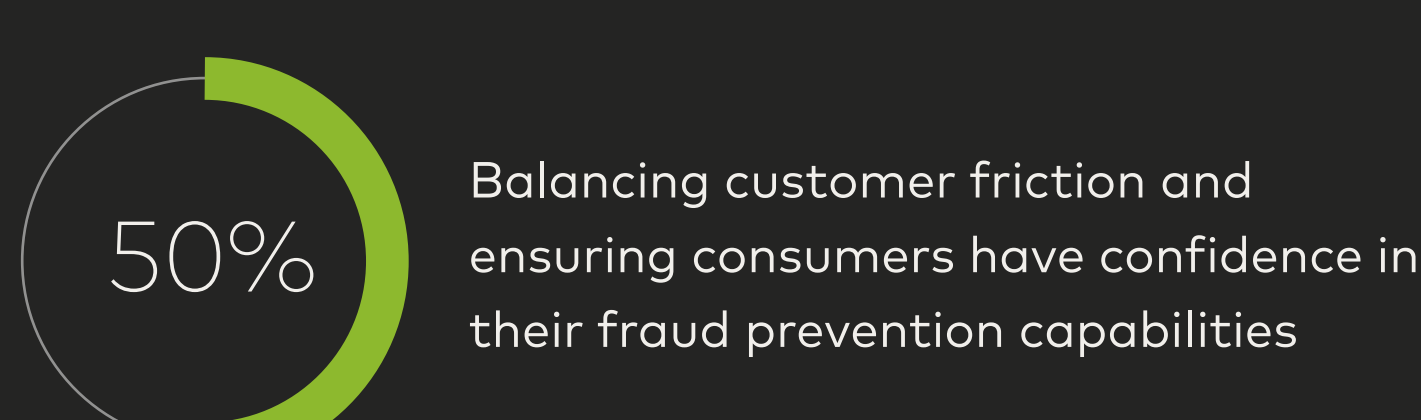 50%
Balancing customer friction and
ensuring consumers have confidence in
their fraud prevention capabilities